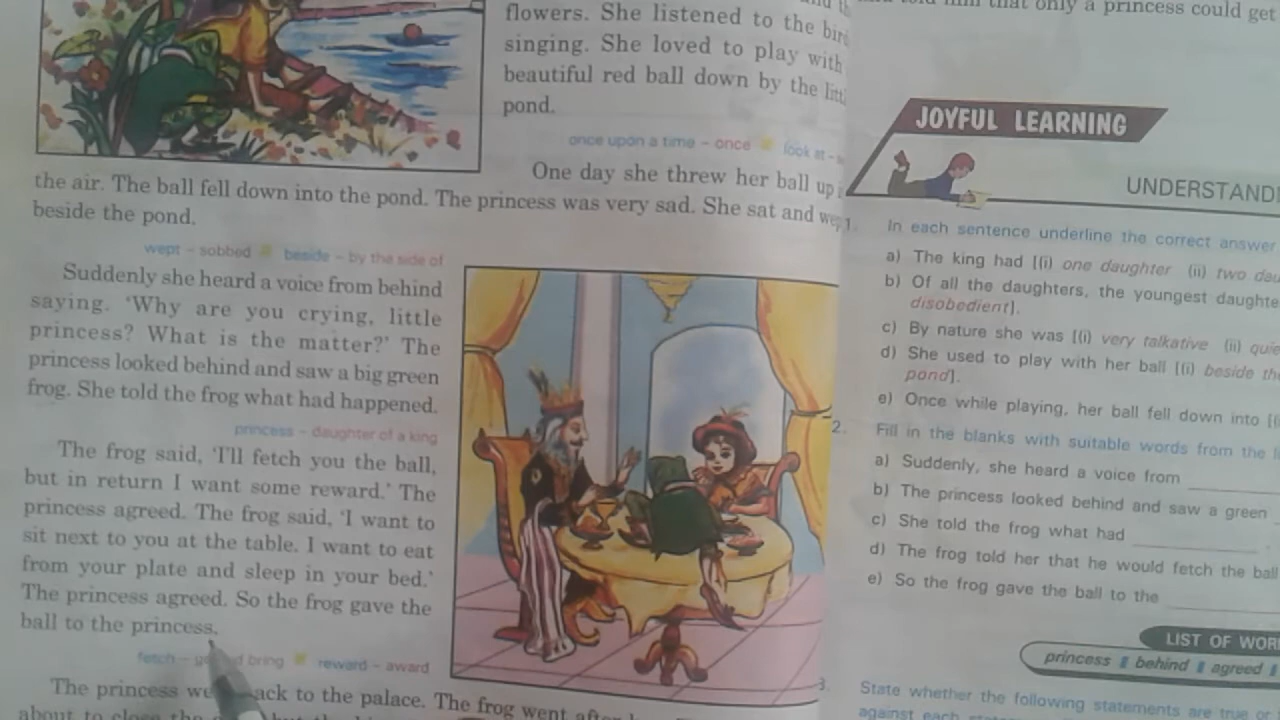 flowers. She listened to the
singing. She loved to play with
beautiful red ball down by the
pond.
once upon a time – once look at –
One day she threw her ball up
the air. The ball fell down into the pond. The princess was very sad. She sat and
beside the pond.
wept – sobbed beside – by the side of
Suddenly she heard a voice from behind
saying. 'Why are you crying, little
princess? What is the matter?' The
princess looked behind and saw a big green
frog. She told the frog what had happened.
princess – daughter of a king
The frog said, 'I'll fetch you the ball,
but in return I want some reward.' The
princess agreed. The frog said, 'I want to
sit next to you at the table. I want to eat
from your plate and sleep in your bed.'
The princess agreed. So the frog gave the
ball to the princess.
fetch – bring reward – award
The princess back to the palace. The frog went
about to close the
that only a princess could get
JOYFUL LEARNING
1. In each sentence underline the correct answer
a) The king had [(i) one daughter (ii) two
b) Of all the daughters, the youngest
disobedient].
c) By nature she was [(i) very talkative (ii)
d) She used to play with her ball [(i) beside
pond].
e) Once while playing, her ball fell down into
2. Fill in the blanks with suitable words from the
a) Suddenly, she heard a voice from
b) The princess looked behind and saw a green
c) She told the frog what had
d) The frog told her that he would fetch the ball
e) So the frog gave the ball to the
LIST OF
princess behind agreed
3. State whether the following statements are true or
against each